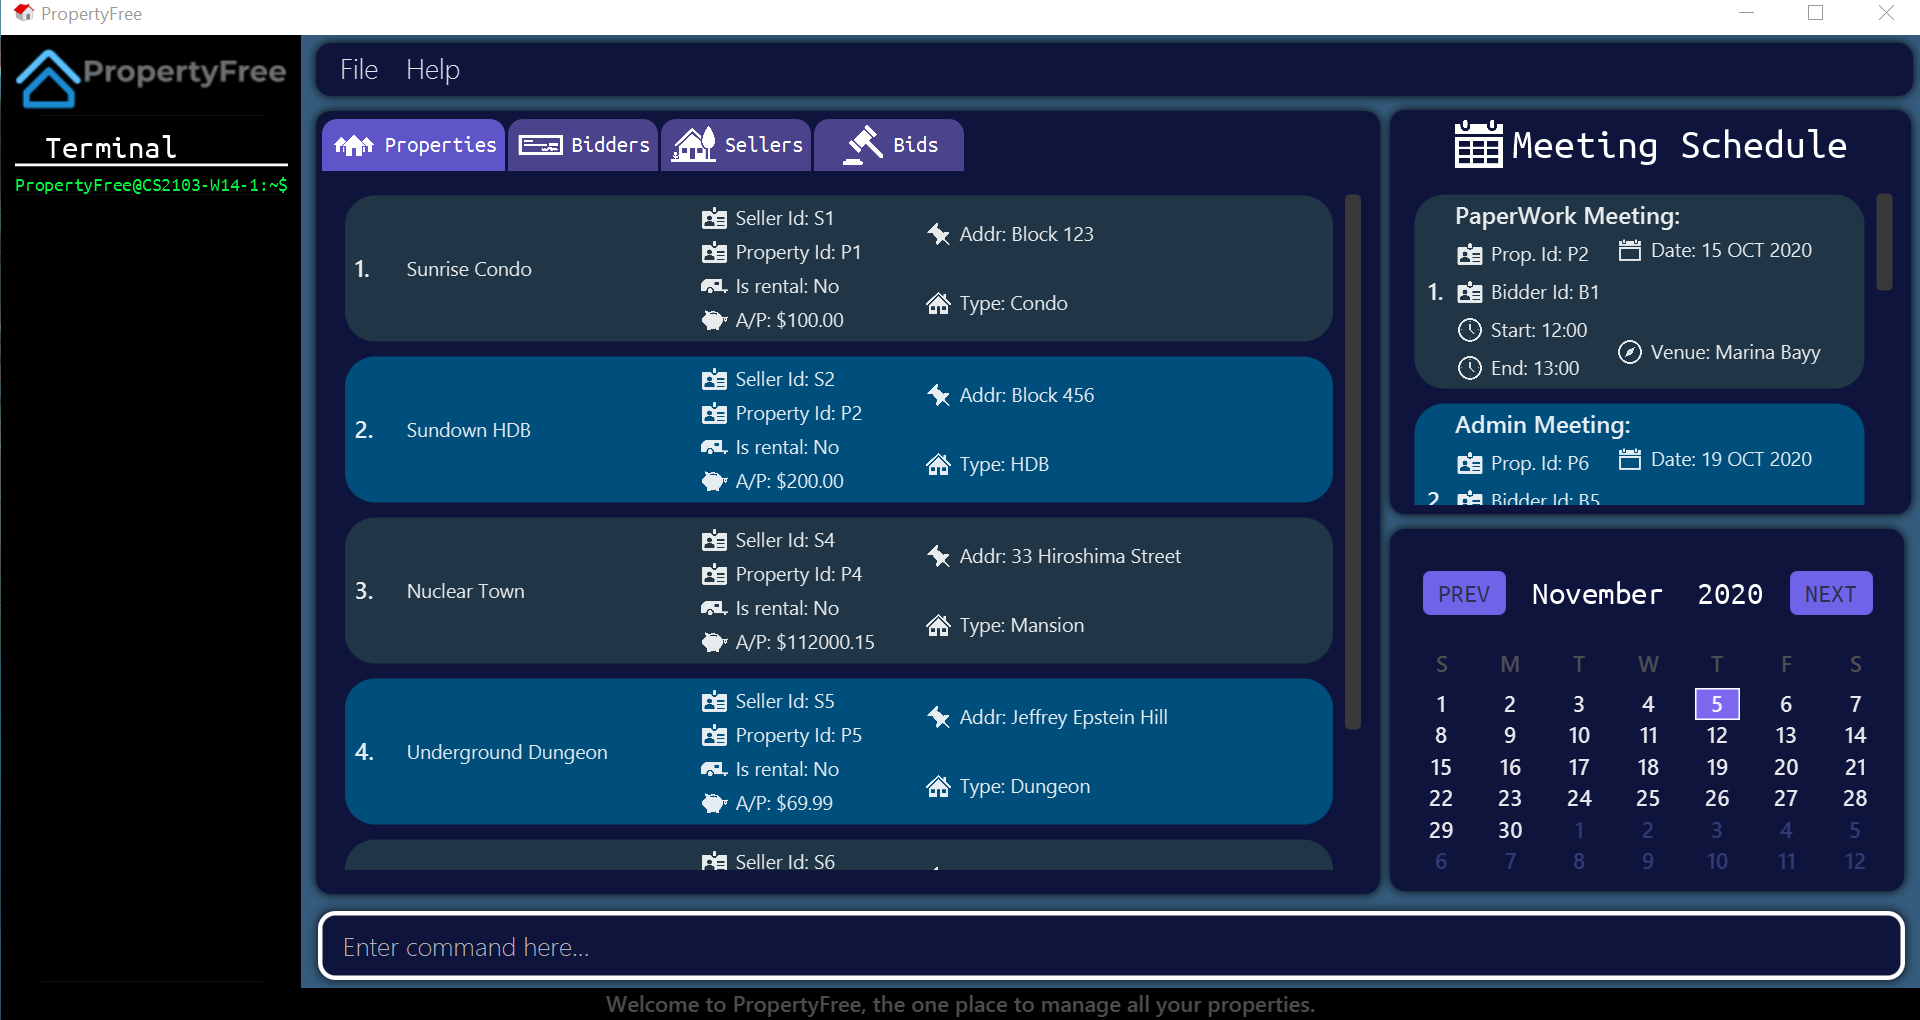 PropertyFree
PropertyFree
Terminal
PropertyFree@CS2103-W14-1:~$
File Help
Properties Bidders Sellers Bids
1. Sunrise Condo
Seller Id: S1
Property Id: P1
Is rental: No
A/P: $100.00
Addr: Block 123
Type: Condo
2. Sundown HDB
Seller Id: S2
Property Id: P2
Is rental: No
A/P: $200.00
Addr: Block 456
Type: HDB
3. Nuclear Town
Seller Id: S4
Property Id: P4
Is rental: No
A/P: $112000.15
Addr: 33 Hiroshima Street
Type: Mansion
4. Underground Dungeon
Seller Id: S5
Property Id: P5
Is rental: No
A/P: $69.99
Addr: Jeffrey Epstein Hill
Type: Dungeon
Seller Id: S6
Meeting Schedule
PaperWork Meeting:
1.
Prop. Id: P2
Bidder Id: B1
Start: 12:00
End: 13:00
Date: 15 OCT 2020
Venue: Marina Bayy
Admin Meeting:
Prop. Id: P6 Date: 19 OCT 2020
2 Bidder Id: B5
PREV November 2020 NEXT
S M T W T F S
1 2 3 4 5 6 7
8 9 10 11 12 13 14
15 16 17 18 19 20 21
22 23 24 25 26 27 28
29 30 1 2 3 4 5
6 7 8 9 10 11 12
Enter command here...
Welcome to PropertyFree, the one place to manage all your properties.